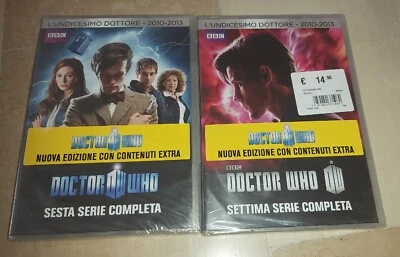 L'UNDICESIMO DOTTORE • 2010-2013
BBC
DOCTOR WHO
NUOVA EDIZIONE CON CONTENUTI EXTRA
DOCTOR WHO
SESTA SERIE COMPLETA
L'UNDICESIMO DOTTORE • 2010-2013
BBC
€ 14
DOCTOR WHO
NUOVA EDIZIONE CON CONTENUTI EXTRA
BBC
DOCTOR WHO
SETTIMA SERIE COMPLETA